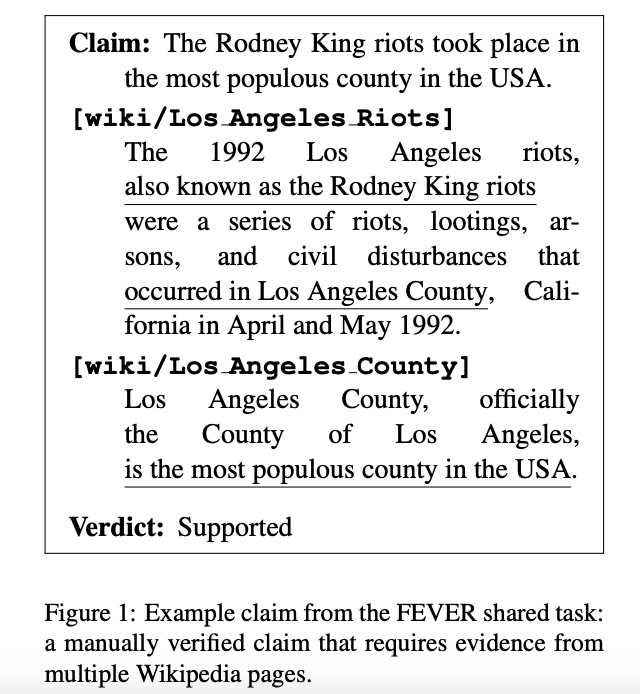 Claim: The Rodney King riots took place in
the most populous county in the USA.
[wiki/Los_Angeles_Riots]
The 1992 Los Angeles riots,
also known as the Rodney King riots
were a series of riots, lootings, ar-
sons, and civil disturbances that
occurred in Los Angeles County, Cali-
fornia in April and May 1992.
[wiki/Los_Angeles_County]
Los Angeles County, officially
the County of Los Angeles,
is the most populous county in the USA.
Verdict: Supported
Figure 1: Example claim from the FEVER shared task:
a manually verified claim that requires evidence from
multiple Wikipedia pages.